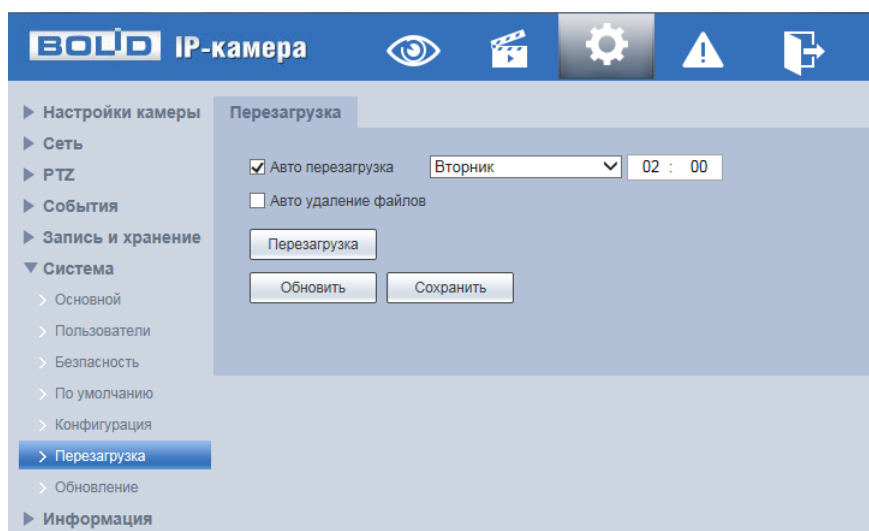 BOLID IP-камера
Настройки камеры
Сеть
PTZ
События
Запись и хранение
Система
Основной
Пользователи
Безопасность
По умолчанию
Конфигурация
Перезагрузка
Обновление
Информация
Перезагрузка
Авто перезагрузка Вторник 02 : 00
Авто удаление файлов
Перезагрузка
Обновить Сохранить